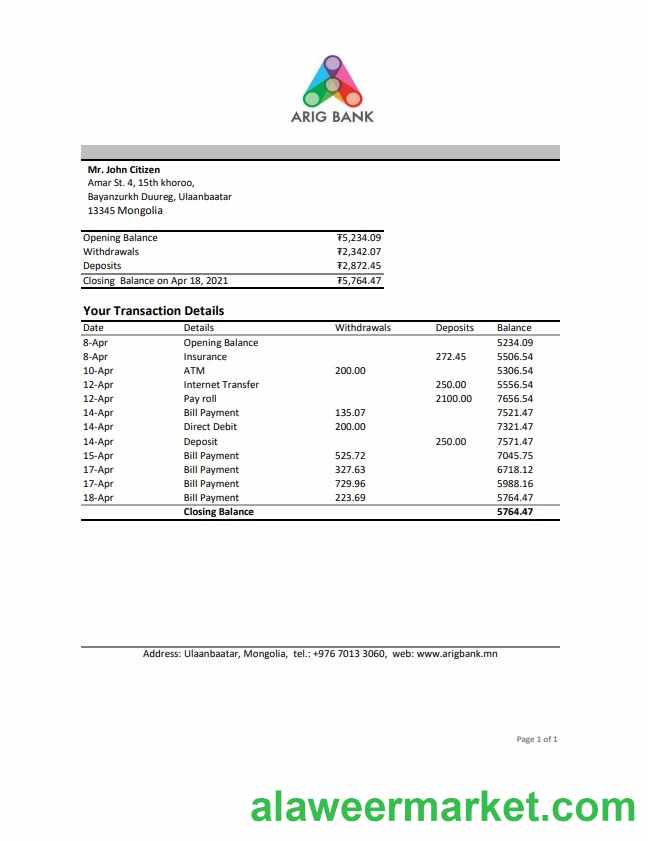 ARIG BANK
Mr. John Citizen
Amar St. 4, 15th khoroo,
Bayanzurkh Duureg, Ulaanbaatar
13345 Mongolia
Opening Balance ₮5,234.09
Withdrawals ₮2,342.07
Deposits ₮2,872.45
Closing Balance on Apr 18, 2021 ₮5,764.47
Your Transaction Details
Date Details Withdrawals Deposits Balance
8-Apr Opening Balance 5234.09
8-Apr Insurance 272.45 5506.54
10-Apr ATM 200.00 5306.54
12-Apr Internet Transfer 250.00 5556.54
12-Apr Pay roll 2100.00 7656.54
14-Apr Bill Payment 135.07 7521.47
14-Apr Direct Debit 200.00 7321.47
14-Apr Deposit 250.00 7571.47
15-Apr Bill Payment 525.72 7045.75
17-Apr Bill Payment 327.63 6718.12
17-Apr Bill Payment 729.96 5988.16
18-Apr Bill Payment 223.69 5764.47
Closing Balance 5764.47
Address: Ulaanbaatar, Mongolia, tel.: +976 7013 3060, web: www.arigbank.mn
Page 1 of 1
alaweermarket.com